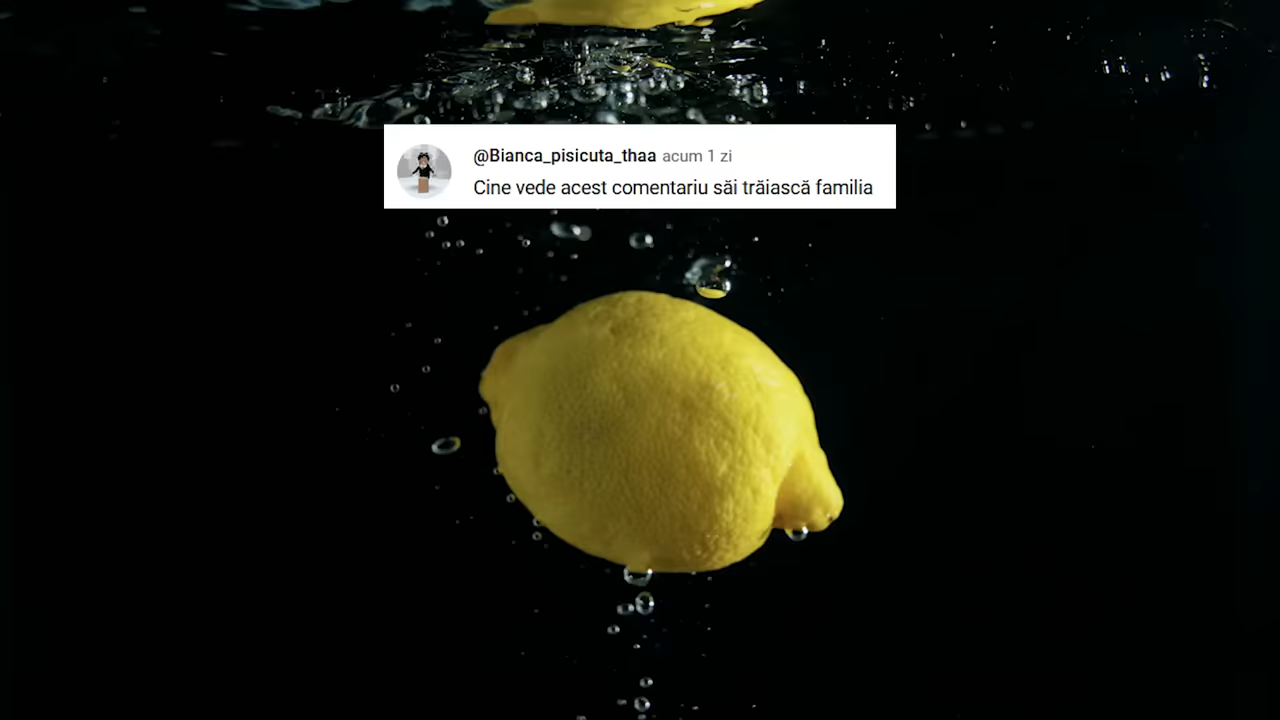 @Bianca_pisicuta_thaa acum 1 zi
Cine vede acest comentariu săi trăiască familia